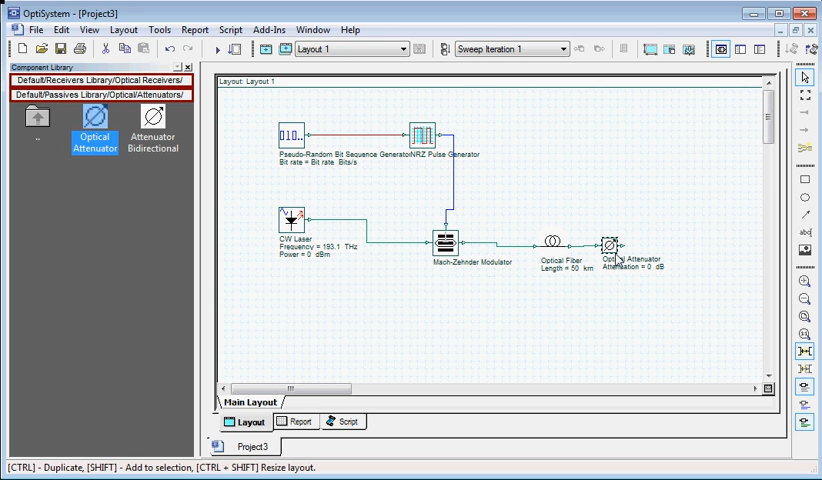 OptiSystem - [Project3]
File Edit View Layout Tools Report Script Add-Ins Window Help
Layout 1
Sweep Iteration 1
Component Library
Default/Receivers Library/Optical Receivers/
Default/Passives Library/Optical/Attenuators/
..
Optical
Attenuator
Attenuator
Bidirectional
Layout: Layout 1
010..
Pseudo-Random Bit Sequence Generator
Bit rate = Bit rate Bits/s
NRZ Pulse Generator
CW Laser
Frequency = 193.1 THz
Power = 0 dBm
Mach-Zehnder Modulator
Optical Fiber
Length = 50 km
Optical Attenuator
Attenuation = 0 dB
Main Layout
Layout
Report
Script
Project3
[CTRL] - Duplicate, [SHIFT] - Add to selection, [CTRL + SHIFT] Resize layout.